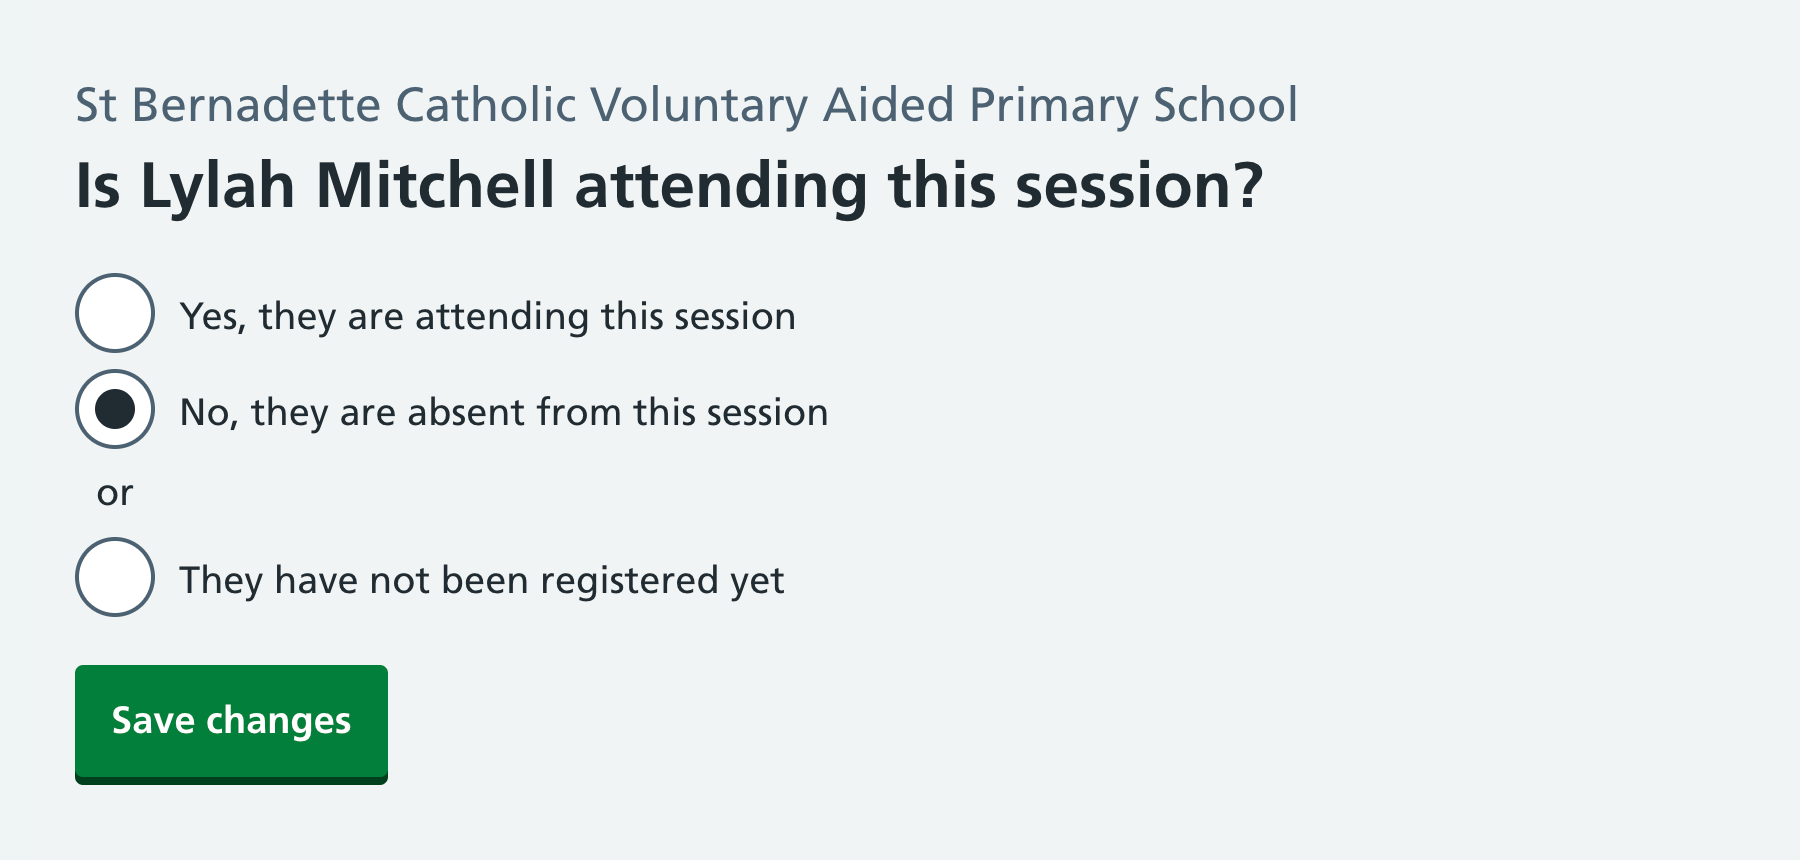 St Bernadette Catholic Voluntary Aided Primary School
Is Lylah Mitchell attending this session?
Yes, they are attending this session
No, they are absent from this session
or
They have not been registered yet
Save changes